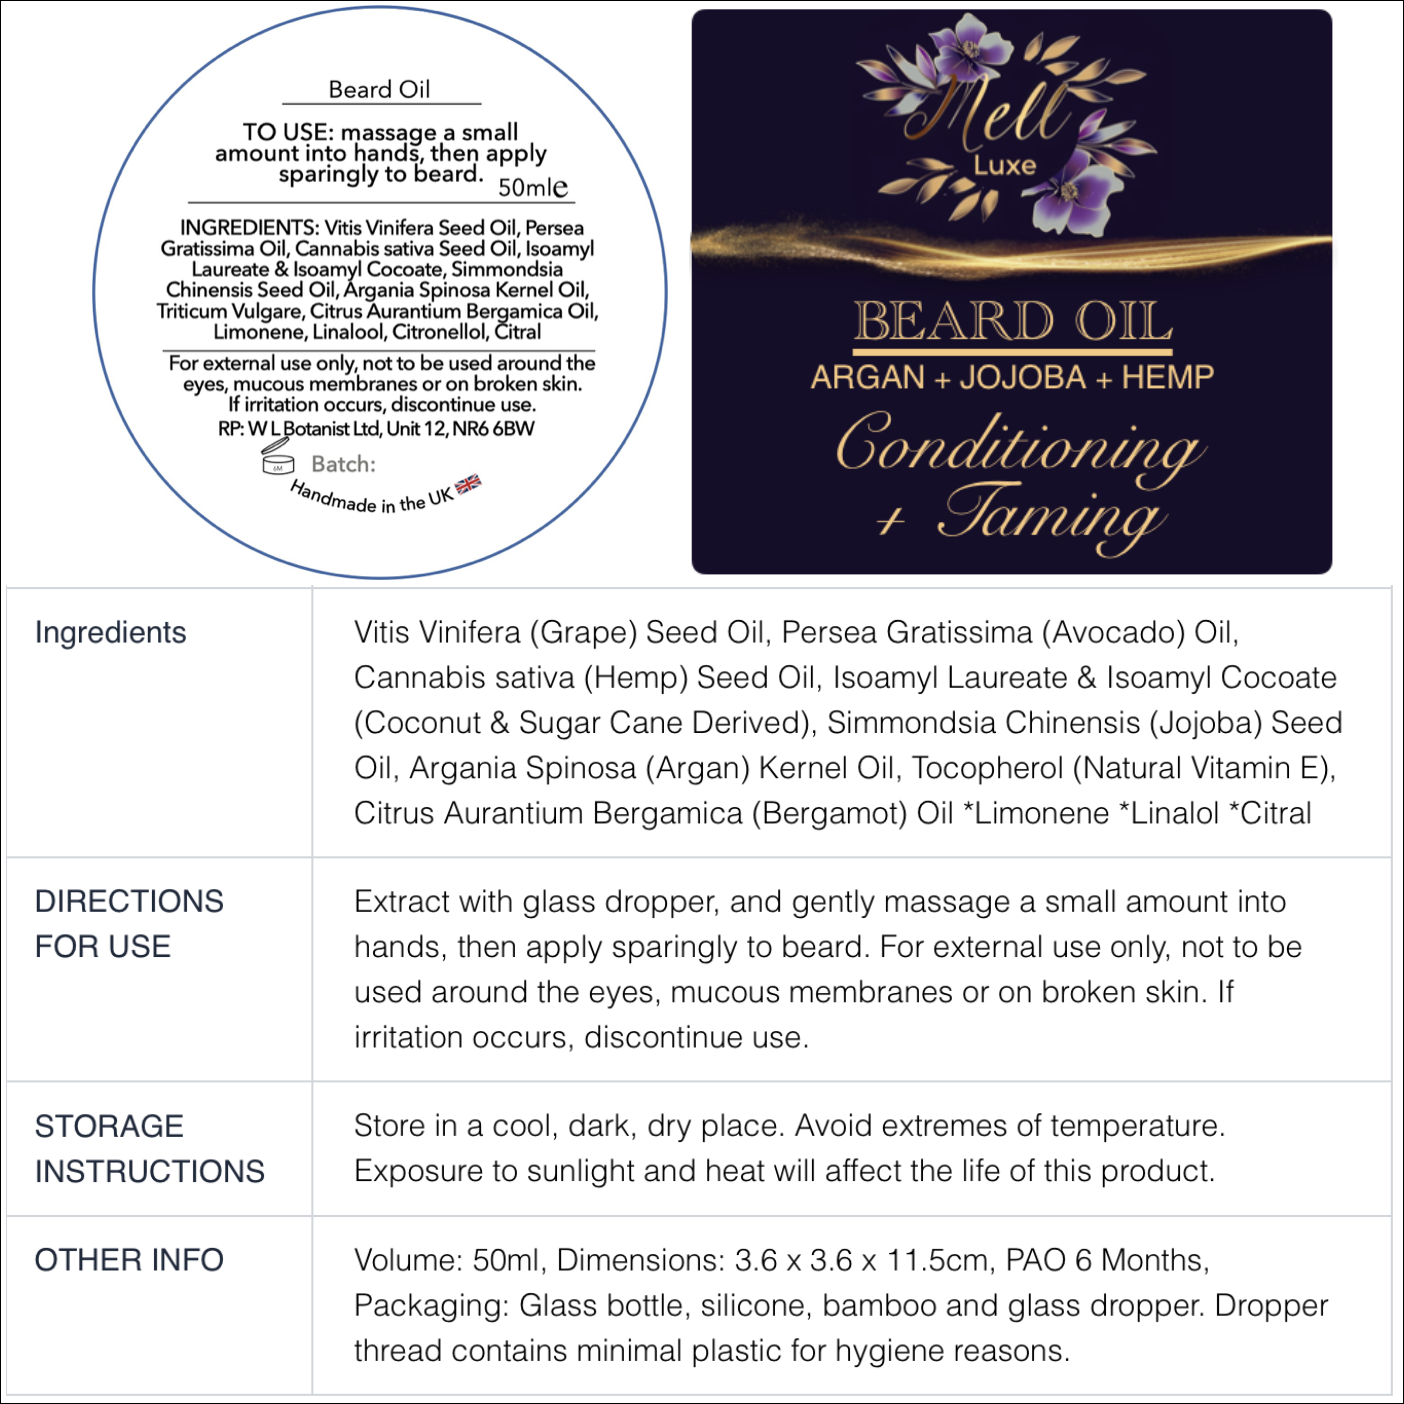 Beard Oil
TO USE: massage a small
amount into hands, then apply
sparingly to beard.
50ml℮
INGREDIENTS: Vitis Vinifera Seed Oil, Persea
Gratissima Oil, Cannabis sativa Seed Oil, Isoamyl
Laureate & Isoamyl Cocoate, Simmondsia
Chinensis Seed Oil, Argania Spinosa Kernel Oil,
Triticum Vulgare, Citrus Aurantium Bergamica Oil,
Limonene, Linalool, Citronellol, Citral
For external use only, not to be used around the
eyes, mucous membranes or on broken skin.
If irritation occurs, discontinue use.
RP: W L Botanist Ltd, Unit 12, NR6 6BW
6M
Batch:
Handmade in the UK
Mell
Luxe
BEARD OIL
ARGAN + JOJOBA + HEMP
Conditioning
+ Taming
Ingredients
Vitis Vinifera (Grape) Seed Oil, Persea Gratissima (Avocado) Oil,
Cannabis sativa (Hemp) Seed Oil, Isoamyl Laureate & Isoamyl Cocoate
(Coconut & Sugar Cane Derived), Simmondsia Chinensis (Jojoba) Seed
Oil, Argania Spinosa (Argan) Kernel Oil, Tocopherol (Natural Vitamin E),
Citrus Aurantium Bergamica (Bergamot) Oil *Limonene *Linalol *Citral
DIRECTIONS
FOR USE
Extract with glass dropper, and gently massage a small amount into
hands, then apply sparingly to beard. For external use only, not to be
used around the eyes, mucous membranes or on broken skin. If
irritation occurs, discontinue use.
STORAGE
INSTRUCTIONS
Store in a cool, dark, dry place. Avoid extremes of temperature.
Exposure to sunlight and heat will affect the life of this product.
OTHER INFO
Volume: 50ml, Dimensions: 3.6 x 3.6 x 11.5cm, PAO 6 Months,
Packaging: Glass bottle, silicone, bamboo and glass dropper. Dropper
thread contains minimal plastic for hygiene reasons.